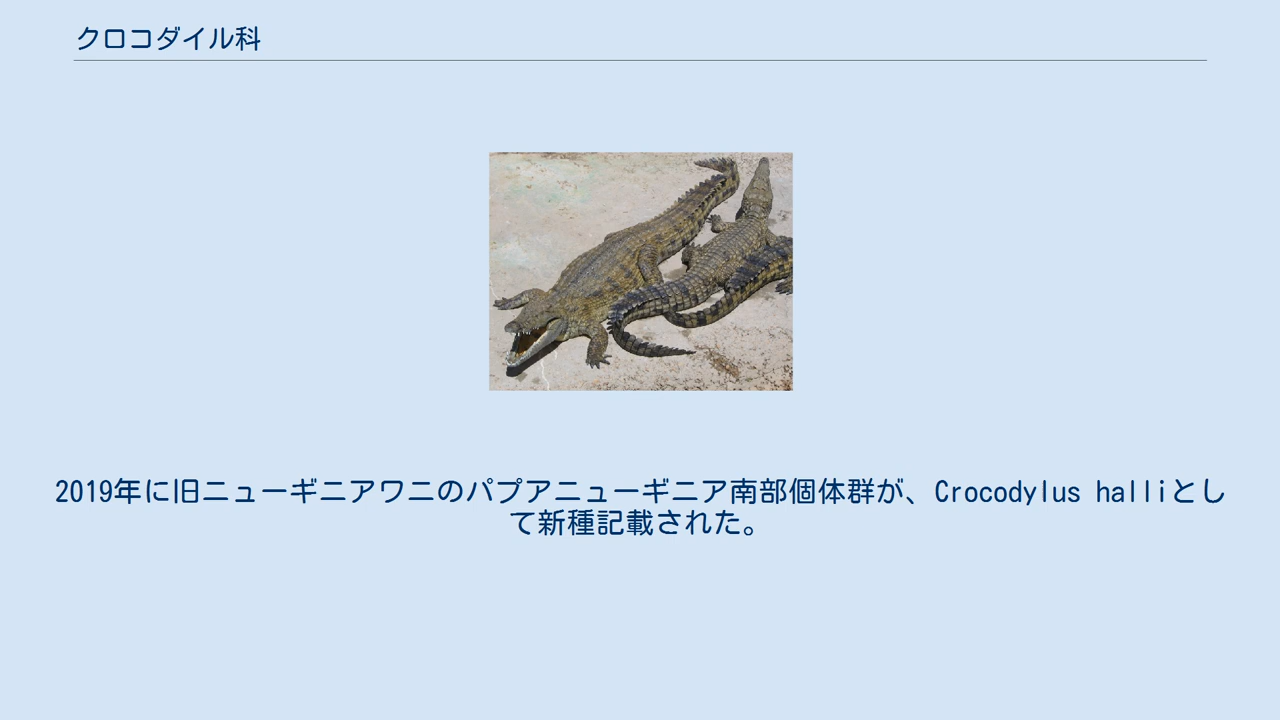 クロコダイル科
2019年に旧ニューギニアワニのパプアニューギニア南部個体群が、Crocodylus halliとし
て新種記載された。